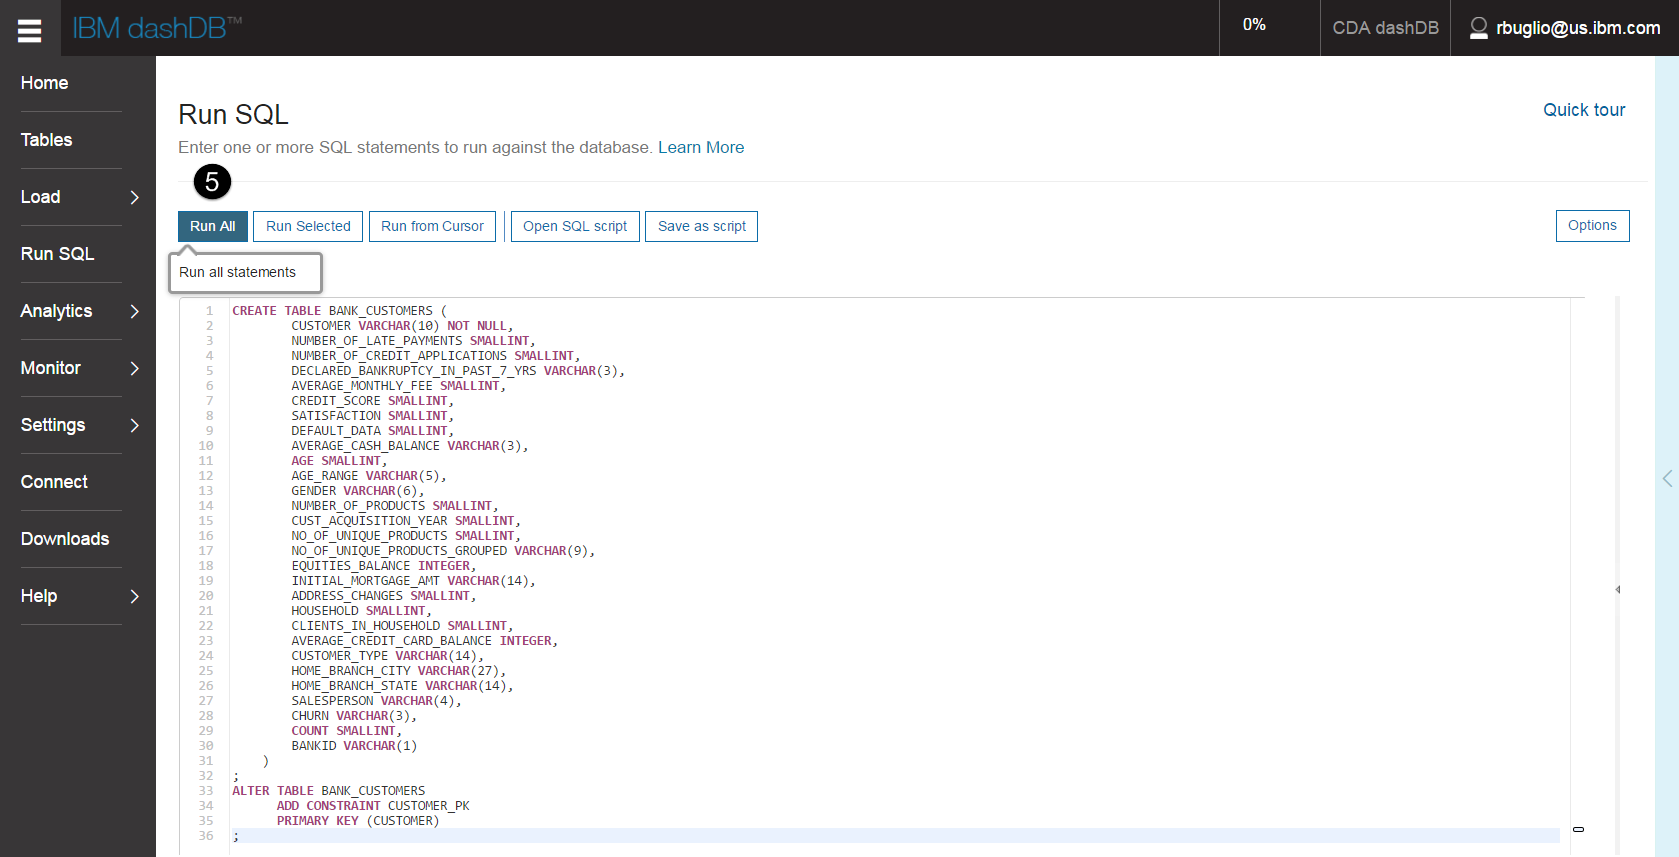 IBM dashDB™
0%
CDA dashDB
rbuglio@us.ibm.com
Home
Tables
Load
Run SQL
Analytics
Monitor
Settings
Connect
Downloads
Help
Run SQL
Quick tour
Enter one or more SQL statements to run against the database. Learn More
5
Run All
Run Selected
Run from Cursor
Open SQL script
Save as script
Options
Run all statements
1 CREATE TABLE BANK_CUSTOMERS (
2 CUSTOMER VARCHAR(10) NOT NULL,
3 NUMBER_OF_LATE_PAYMENTS SMALLINT,
4 NUMBER_OF_CREDIT_APPLICATIONS SMALLINT,
5 DECLARED_BANKRUPTCY_IN_PAST_7_YRS VARCHAR(3),
6 AVERAGE_MONTHLY_FEE SMALLINT,
7 CREDIT_SCORE SMALLINT,
8 SATISFACTION SMALLINT,
9 DEFAULT_DATA SMALLINT,
10 AVERAGE_CASH_BALANCE VARCHAR(3),
11 AGE SMALLINT,
12 AGE_RANGE VARCHAR(5),
13 GENDER VARCHAR(6),
14 NUMBER_OF_PRODUCTS SMALLINT,
15 CUST_ACQUISITION_YEAR SMALLINT,
16 NO_OF_UNIQUE_PRODUCTS SMALLINT,
17 NO_OF_UNIQUE_PRODUCTS_GROUPED VARCHAR(9),
18 EQUITIES_BALANCE INTEGER,
19 INITIAL_MORTGAGE_AMT VARCHAR(14),
20 ADDRESS_CHANGES SMALLINT,
21 HOUSEHOLD SMALLINT,
22 CLIENTS_IN_HOUSEHOLD SMALLINT,
23 AVERAGE_CREDIT_CARD_BALANCE INTEGER,
24 CUSTOMER_TYPE VARCHAR(14),
25 HOME_BRANCH_CITY VARCHAR(27),
26 HOME_BRANCH_STATE VARCHAR(14),
27 SALESPERSON VARCHAR(4),
28 CHURN VARCHAR(3),
29 COUNT SMALLINT,
30 BANKID VARCHAR(1)
31 )
32 ;
33 ALTER TABLE BANK_CUSTOMERS
34 ADD CONSTRAINT CUSTOMER_PK
35 PRIMARY KEY (CUSTOMER)
36 ;